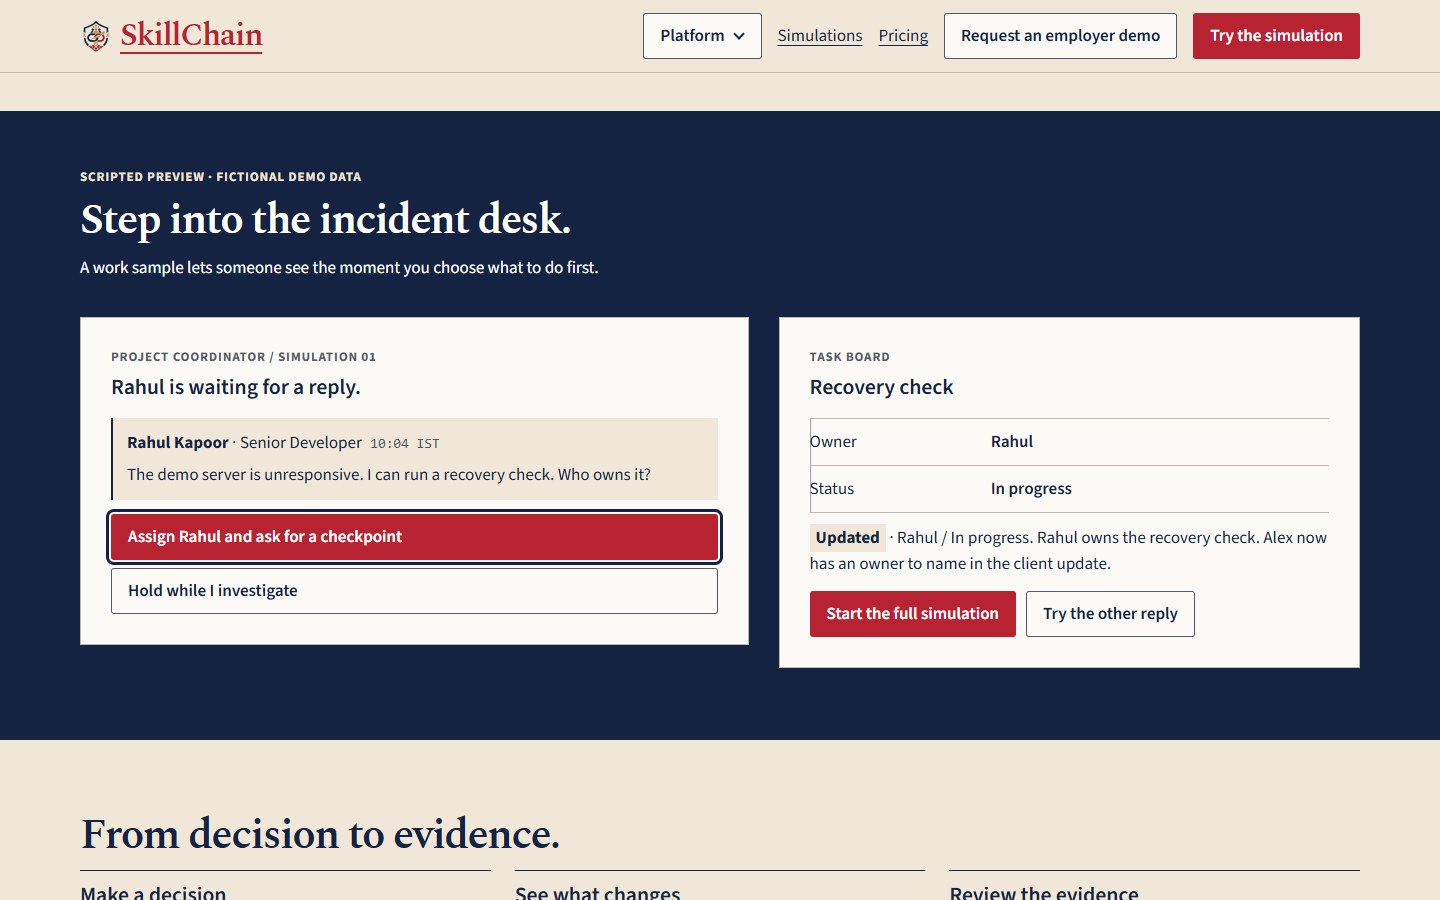 SkillChain
Platform
Simulations
Pricing
Request an employer demo
Try the simulation
SCRIPTED PREVIEW · FICTIONAL DEMO DATA
Step into the incident desk.
A work sample lets someone see the moment you choose what to do first.
PROJECT COORDINATOR / SIMULATION 01
Rahul is waiting for a reply.
Rahul Kapoor · Senior Developer 10:04 IST
The demo server is unresponsive. I can run a recovery check. Who owns it?
Assign Rahul and ask for a checkpoint
Hold while I investigate
TASK BOARD
Recovery check
Owner Rahul
Status In progress
Updated · Rahul / In progress. Rahul owns the recovery check. Alex now
has an owner to name in the client update.
Start the full simulation
Try the other reply
From decision to evidence.
Make a decision
See what changes
Review the evidence